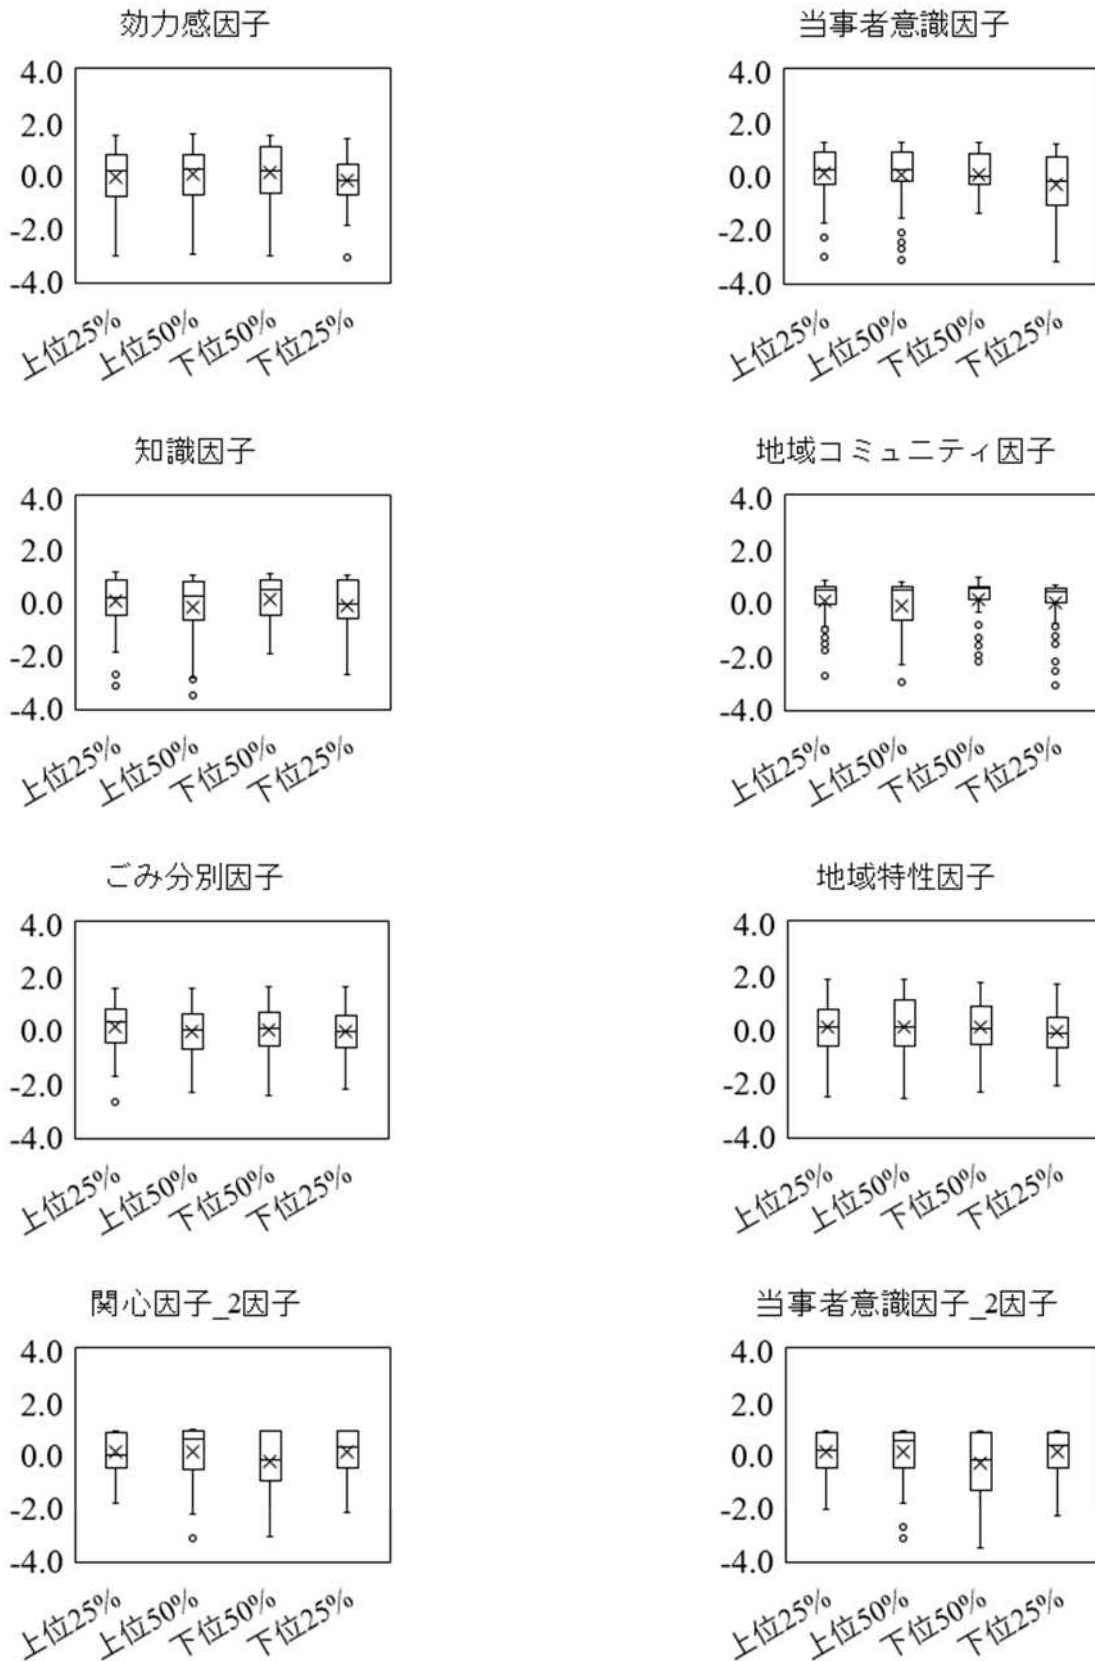 効力感因子
4.0
2.0
0.0
-2.0
-4.0
上位25%
上位50%
下位50%
下位25%
当事者意識因子
4.0
2.0
0.0
-2.0
-4.0
上位25%
上位50%
下位50%
下位25%
知識因子
4.0
2.0
0.0
-2.0
-4.0
上位25%
上位50%
下位50%
下位25%
地域コミュニティ因子
4.0
2.0
0.0
-2.0
-4.0
上位25%
上位50%
下位50%
下位25%
ごみ分別因子
4.0
2.0
0.0
-2.0
-4.0
上位25%
上位50%
下位50%
下位25%
地域特性因子
4.0
2.0
0.0
-2.0
-4.0
上位25%
上位50%
下位50%
下位25%
関心因子_2因子
4.0
2.0
0.0
-2.0
-4.0
上位25%
上位50%
下位50%
下位25%
当事者意識因子_2因子
4.0
2.0
0.0
-2.0
-4.0
上位25%
上位50%
下位50%
下位25%